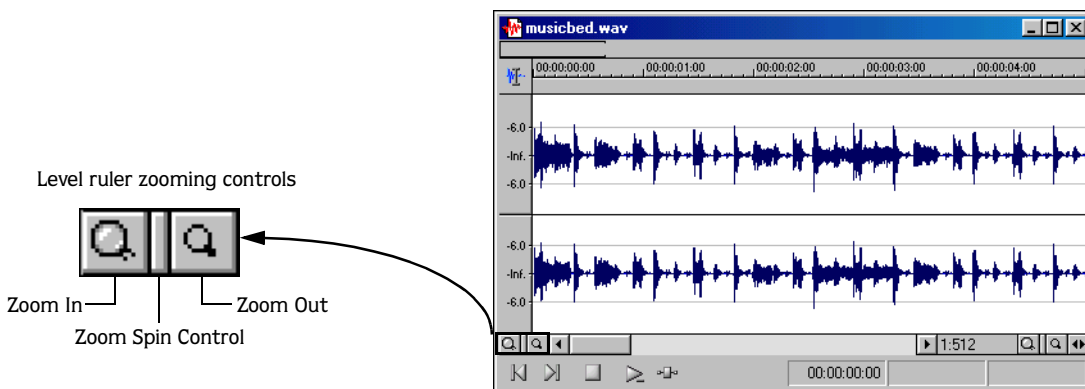 musicbed.wav
00:00:00:00 00:00:01:00 00:00:02:00 00:00:03:00 00:00:04:00
-6.0
-Inf.
-6.0
Level ruler zooming controls
-6.0
-Inf.
-6.0
Zoom In
Zoom Out
Zoom Spin Control
1:512
00:00:00:00